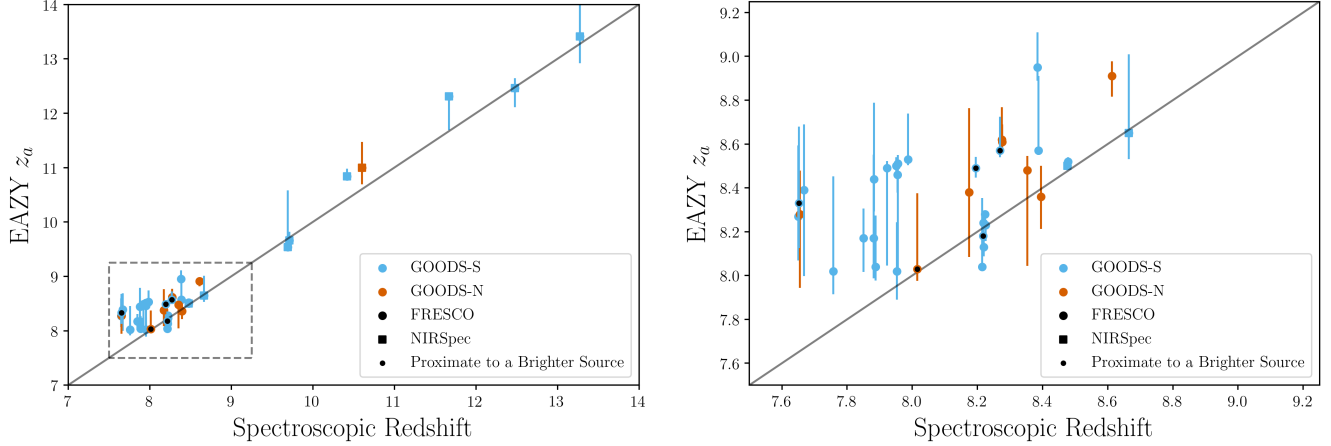 14
13
12
11
10
9
8
7
EAZY z_a
7 8 9 10 11 12 13 14
Spectroscopic Redshift
GOODS-S
GOODS-N
FRESCO
NIRSpec
Proximate to a Brighter Source
9.2
9.0
8.8
8.6
8.4
8.2
8.0
7.8
7.6
EAZY z_a
7.6 7.8 8.0 8.2 8.4 8.6 8.8 9.0 9.2
Spectroscopic Redshift
GOODS-S
GOODS-N
FRESCO
NIRSpec
Proximate to a Brighter Source